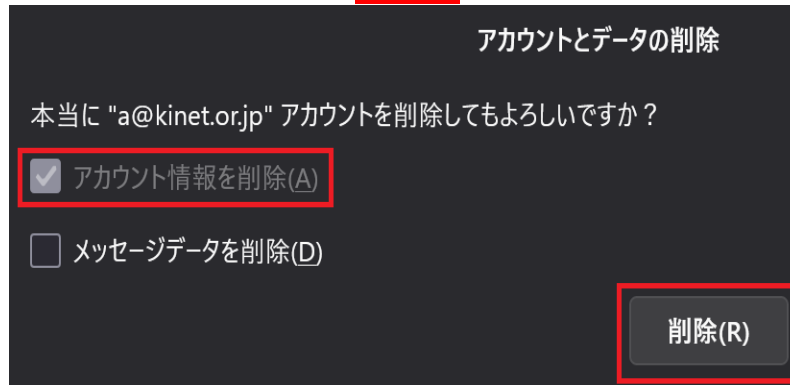 アカウントとデータの削除
本当に "a@kinet.or.jp" アカウントを削除してもよろしいですか？
アカウント情報を削除(A)
メッセージデータを削除(D)
削除(R)